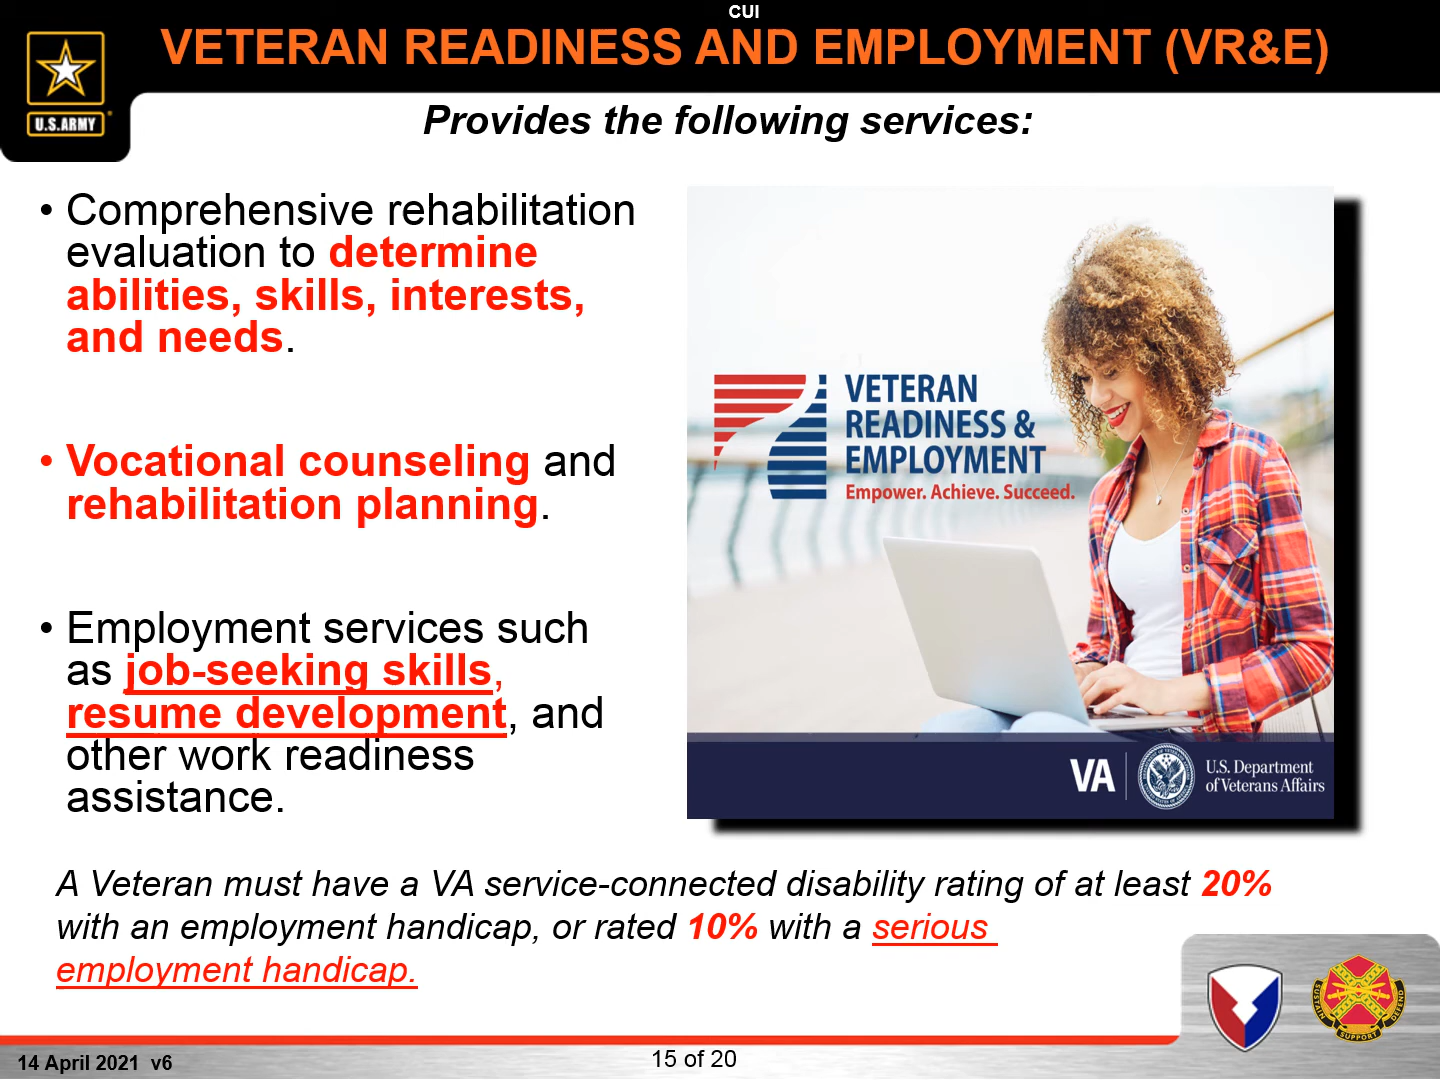 CUI
VETERAN READINESS AND EMPLOYMENT (VR&E)
U.S.ARMY
Provides the following services:
• Comprehensive rehabilitation
evaluation to determine
abilities, skills, interests,
and needs.
• Vocational counseling and
rehabilitation planning.
• Employment services such
as job-seeking skills,
resume development, and
other work readiness
assistance.
VETERAN
READINESS &
EMPLOYMENT
Empower. Achieve. Succeed.
VA
U.S. Department
of Veterans Affairs
A Veteran must have a VA service-connected disability rating of at least 20%
with an employment handicap, or rated 10% with a serious
employment handicap.
SUSTAIN
SUPPORT
DEFEND
14 April 2021 v6
15 of 20